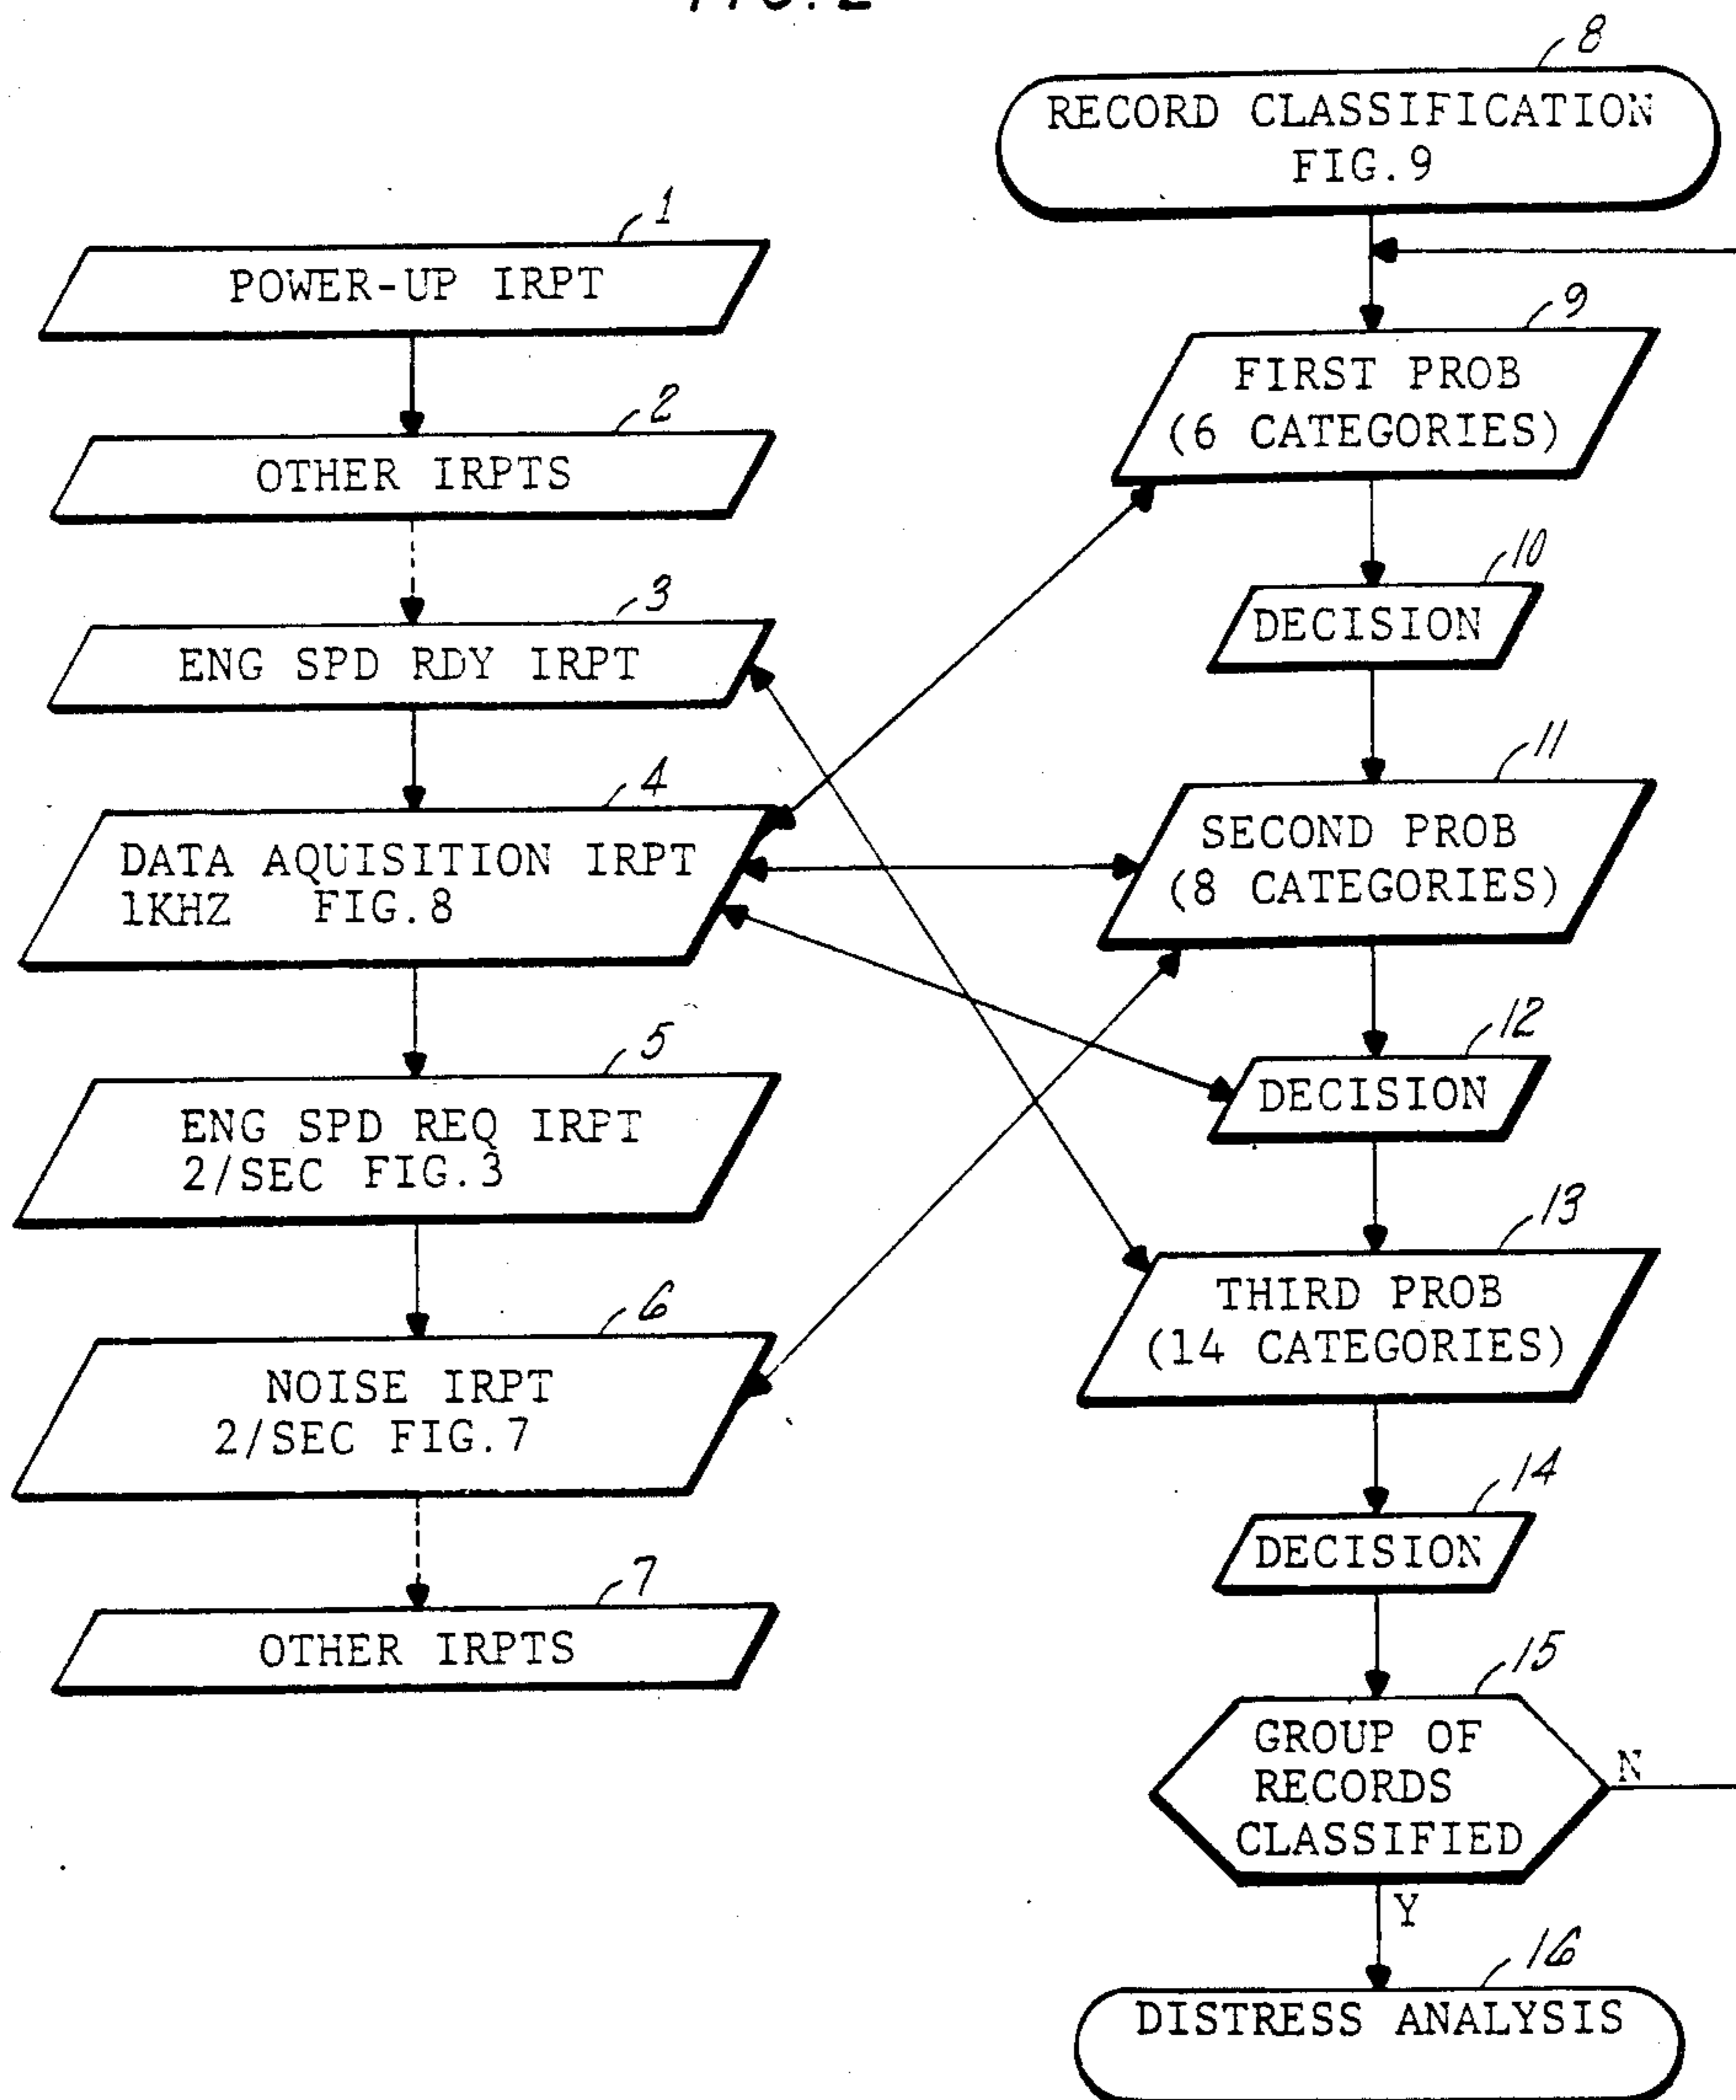 FIG. 2
1
POWER-UP IRPT
2
OTHER IRPTS
3
ENG SPD RDY IRPT
4
DATA AQUISITION IRPT
1KHZ FIG.8
5
ENG SPD REQ IRPT
2/SEC FIG.3
6
NOISE IRPT
2/SEC FIG.7
7
OTHER IRPTS
8
RECORD CLASSIFICATION
FIG.9
9
FIRST PROB
(6 CATEGORIES)
10
DECISION
11
SECOND PROB
(8 CATEGORIES)
12
DECISION
13
THIRD PROB
(14 CATEGORIES)
14
DECISION
15
GROUP OF
RECORDS
CLASSIFIED
N
Y
16
DISTRESS ANALYSIS